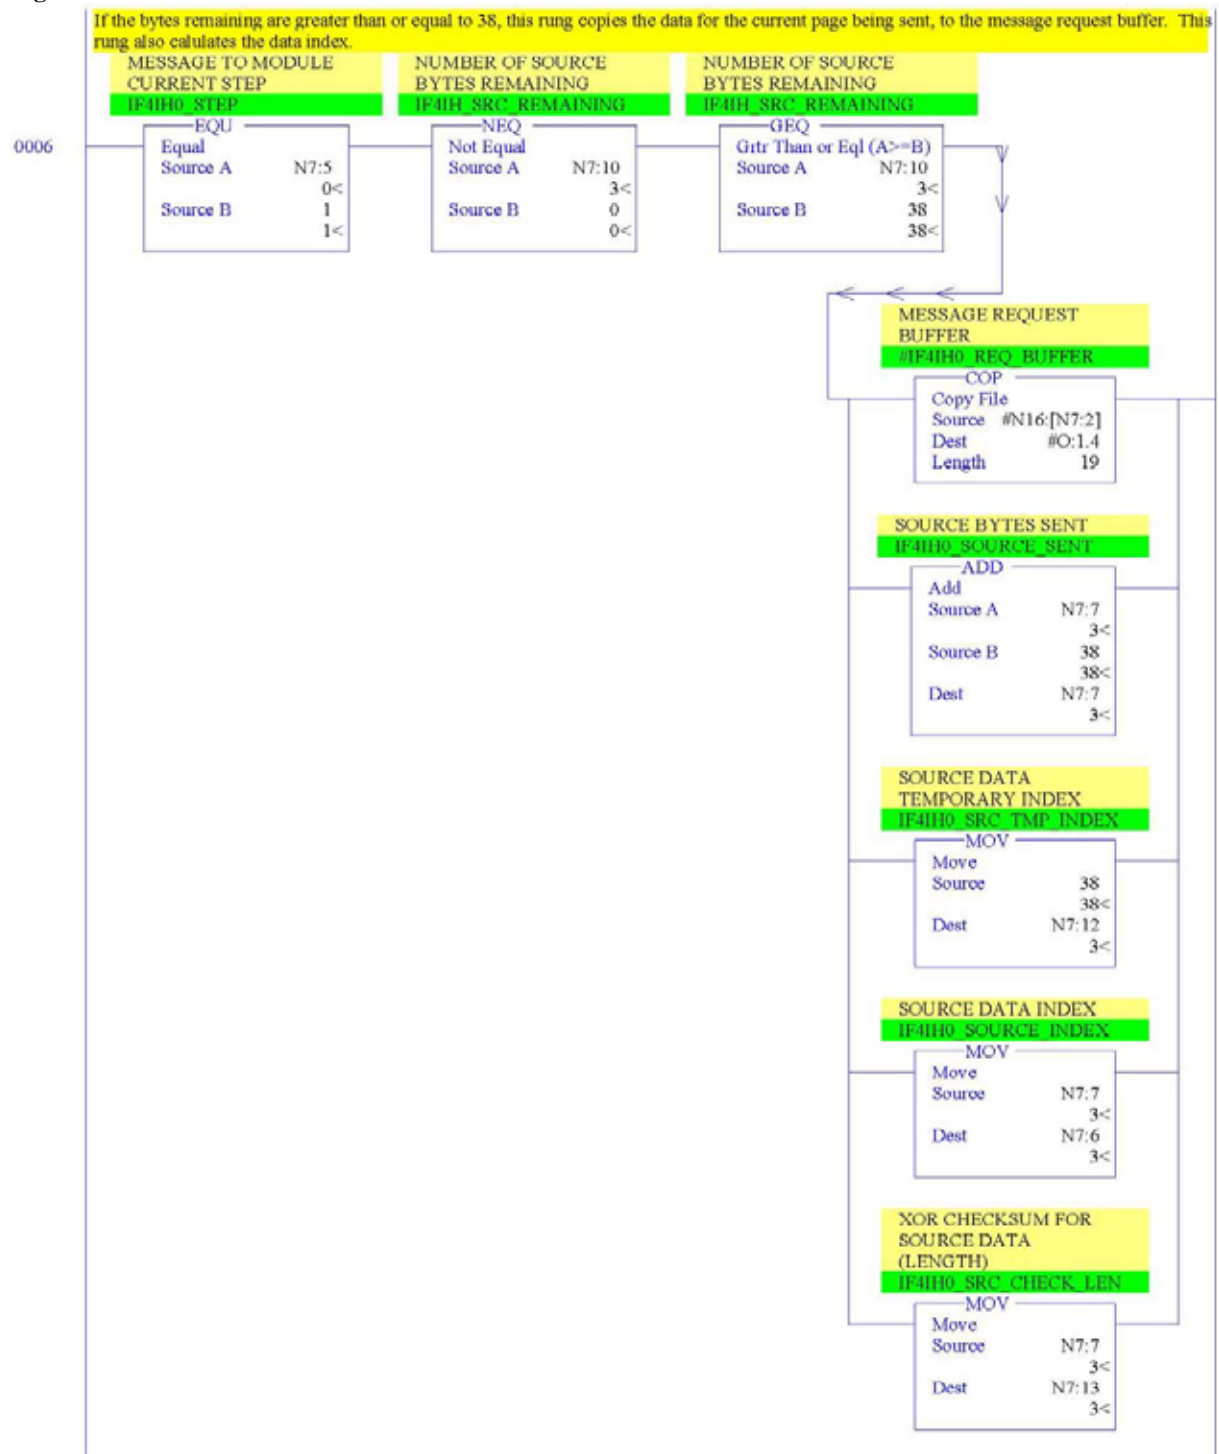 If the bytes remaining are greater than or equal to 38, this rung copies the data for the current page being sent, to the message request buffer.  This
rung also calulates the data index.
MESSAGE TO MODULE
CURRENT STEP
IF4IH0_STEP
EQU
Equal
Source A N7:5
0<
Source B 1
1<
NUMBER OF SOURCE
BYTES REMAINING
IF4IH_SRC_REMAINING
NEQ
Not Equal
Source A N7:10
3<
Source B 0
0<
NUMBER OF SOURCE
BYTES REMAINING
IF4IH_SRC_REMAINING
GEQ
Grtr Than or Eql (A>=B)
Source A N7:10
3<
Source B 38
38<
0006
MESSAGE REQUEST
BUFFER
#IF4IH0_REQ_BUFFER
COP
Copy File
Source #N16:[N7:2]
Dest #O:1.4
Length 19
SOURCE BYTES SENT
IF4IH0_SOURCE_SENT
ADD
Add
Source A N7:7
3<
Source B 38
38<
Dest N7:7
3<
SOURCE DATA
TEMPORARY INDEX
IF4IH0_SRC_TMP_INDEX
MOV
Move
Source 38
38<
Dest N7:12
3<
SOURCE DATA INDEX
IF4IH0_SOURCE_INDEX
MOV
Move
Source N7:7
3<
Dest N7:6
3<
XOR CHECKSUM FOR
SOURCE DATA
(LENGTH)
IF4IH0_SRC_CHECK_LEN
MOV
Move
Source N7:7
3<
Dest N7:13
3<